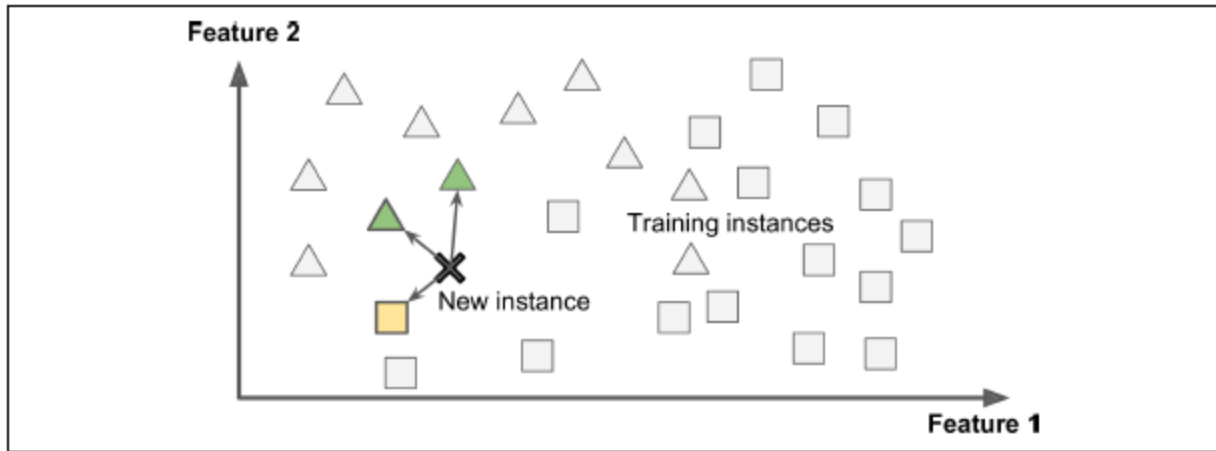 Feature 2
Training instances
New instance
Feature 1